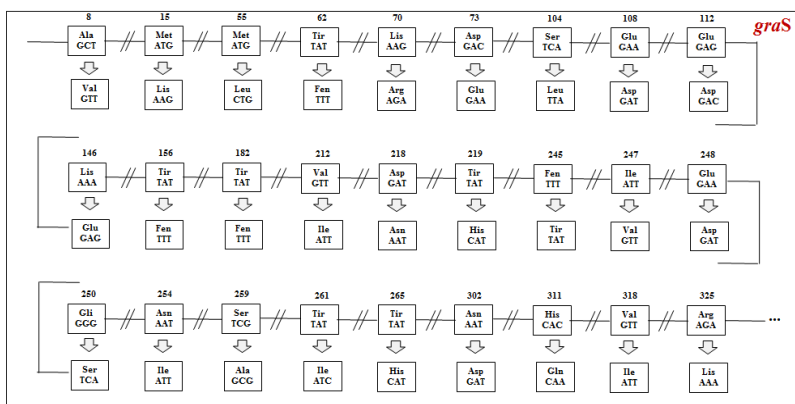 8 15 55 62 70 73 104 108 112 graS
Ala Met Met Tir Lis Asp Ser Glu Glu
GCT ATG ATG TAT AAG GAC TCA GAA GAG
Val Lis Leu Fen Arg Glu Leu Asp Asp
GTT AAG CTG TTT AGA GAA TTA GAT GAC
146 156 182 212 218 219 245 247 248
Lis Tir Tir Val Asp Tir Fen Ile Glu
AAA TAT TAT GTT GAT TAT TTT ATT GAA
Glu Fen Fen Ile Asn His Tir Val Asp
GAG TTT TTT ATT AAT CAT TAT GTT GAT
250 254 259 261 265 302 311 318 325
Gli Asn Ser Tir Tir Asn His Val Arg
GGG AAT TCG TAT TAT AAT CAC GTT AGA ...
Ser Ile Ala Ile His Asp Gln Ile Lis
TCA ATT GCG ATC CAT GAT CAA ATT AAA